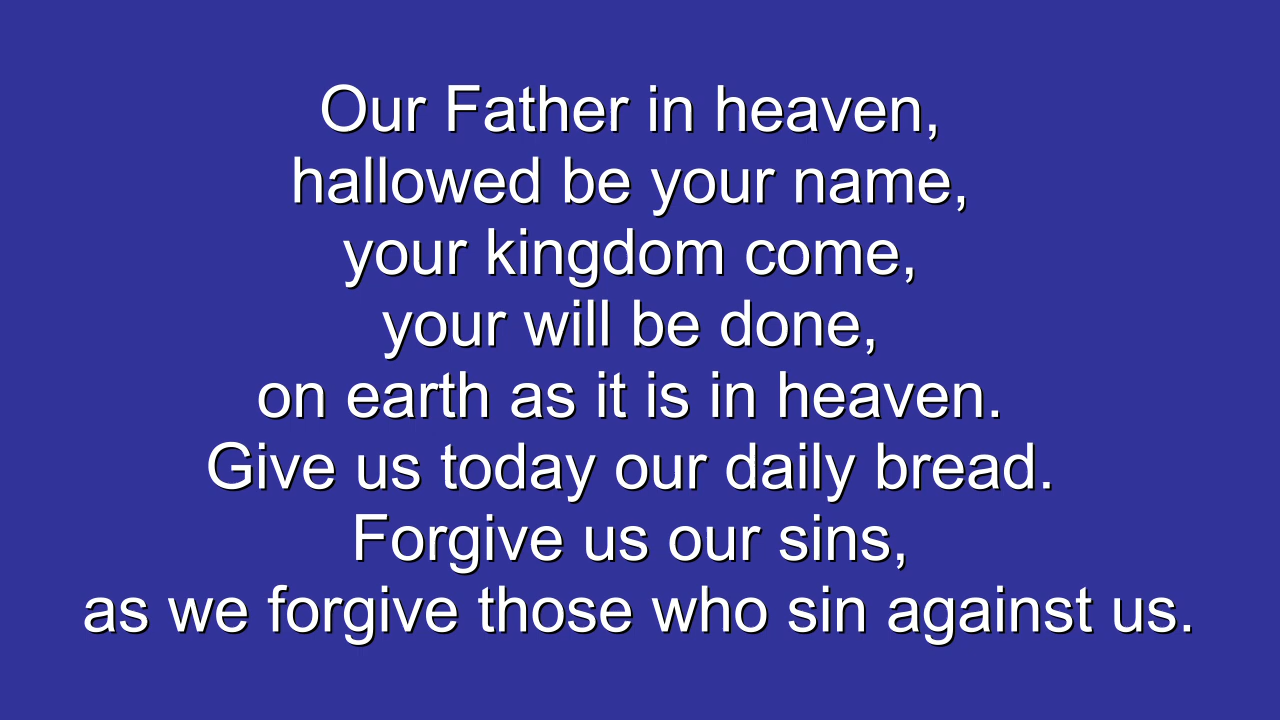 Our Father in heaven,
hallowed be your name,
your kingdom come,
your will be done,
on earth as it is in heaven.
Give us today our daily bread.
Forgive us our sins,
as we forgive those who sin against us.